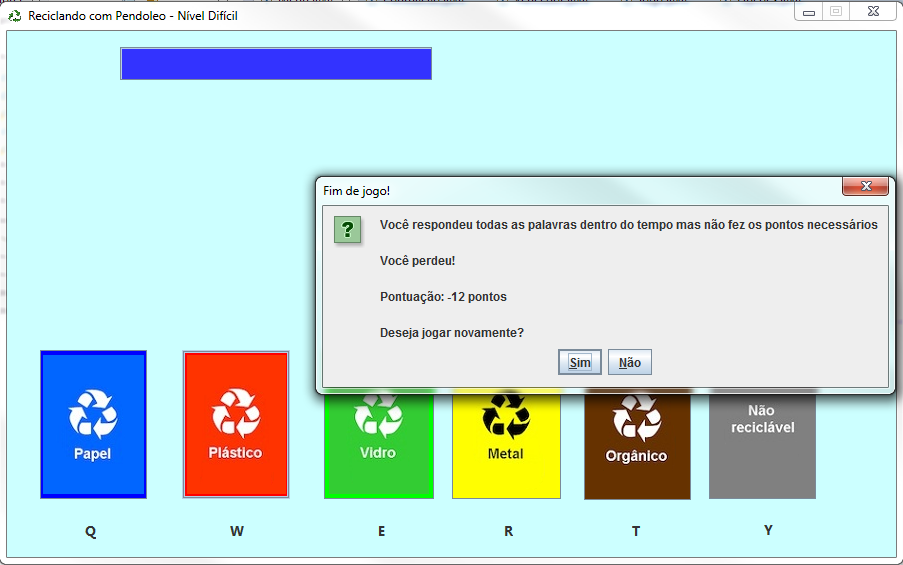 Reciclando com Pendoleo - Nível Difícil
Fim de jogo!
Você respondeu todas as palavras dentro do tempo mas não fez os pontos necessários
Você perdeu!
Pontuação: -12 pontos
Deseja jogar novamente?
Sim Não
Papel Plástico Vidro Metal Orgânico Não reciclável
Q W E R T Y